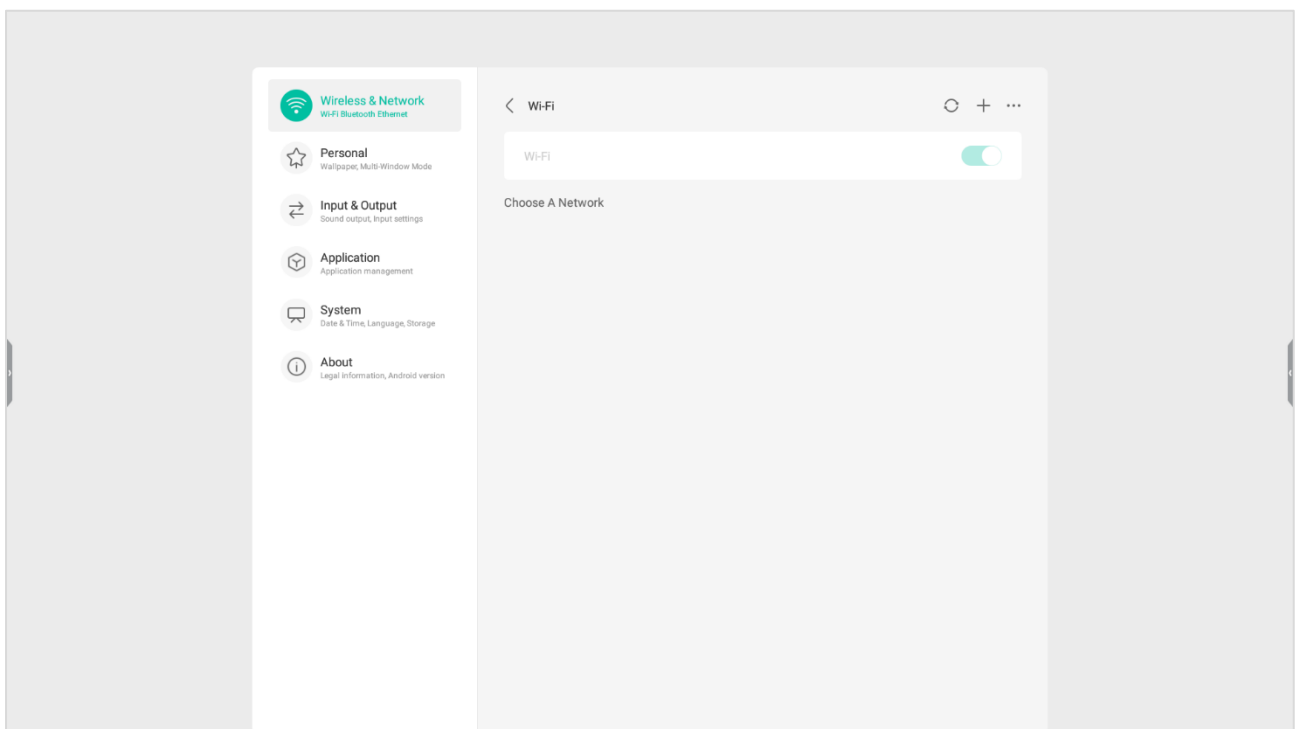 Wireless & Network
Wi-Fi Bluetooth Ethernet
Personal
Wallpaper, Multi-Window Mode
Input & Output
Sound output, Input settings
Application
Application management
System
Date & Time, Language, Storage
About
Legal information, Android version
Wi-Fi
Wi-Fi
Choose A Network